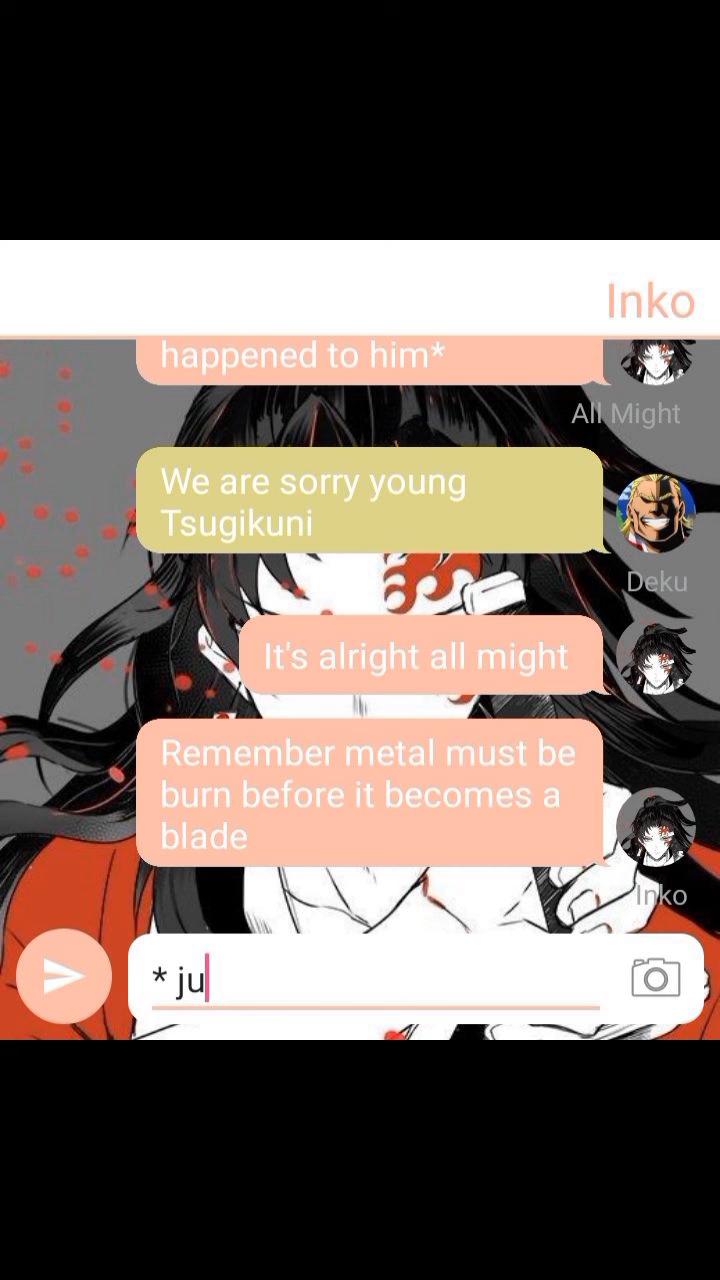 Inko
happened to him*
All Might
We are sorry young
Tsugikuni
Deku
It's alright all might
Remember metal must be
burn before it becomes a
blade
Inko
* ju